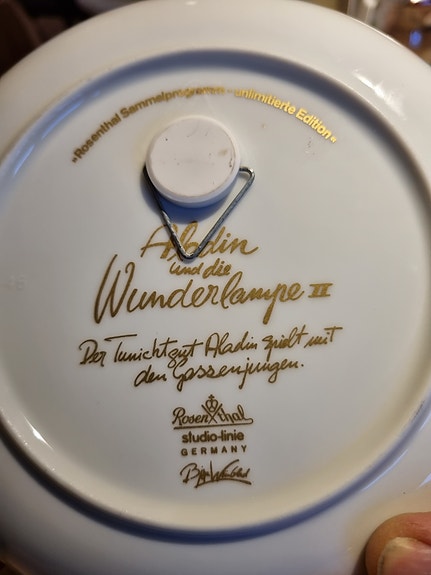 »Rosenthal Sammelprogramm - unlimitierte Edition«
Aladin
und die
Wunderlampe II
Der Tunichtgut Aladin spielt mit
den Gassenjungen.
Rosenthal
studio-linie
GERMANY